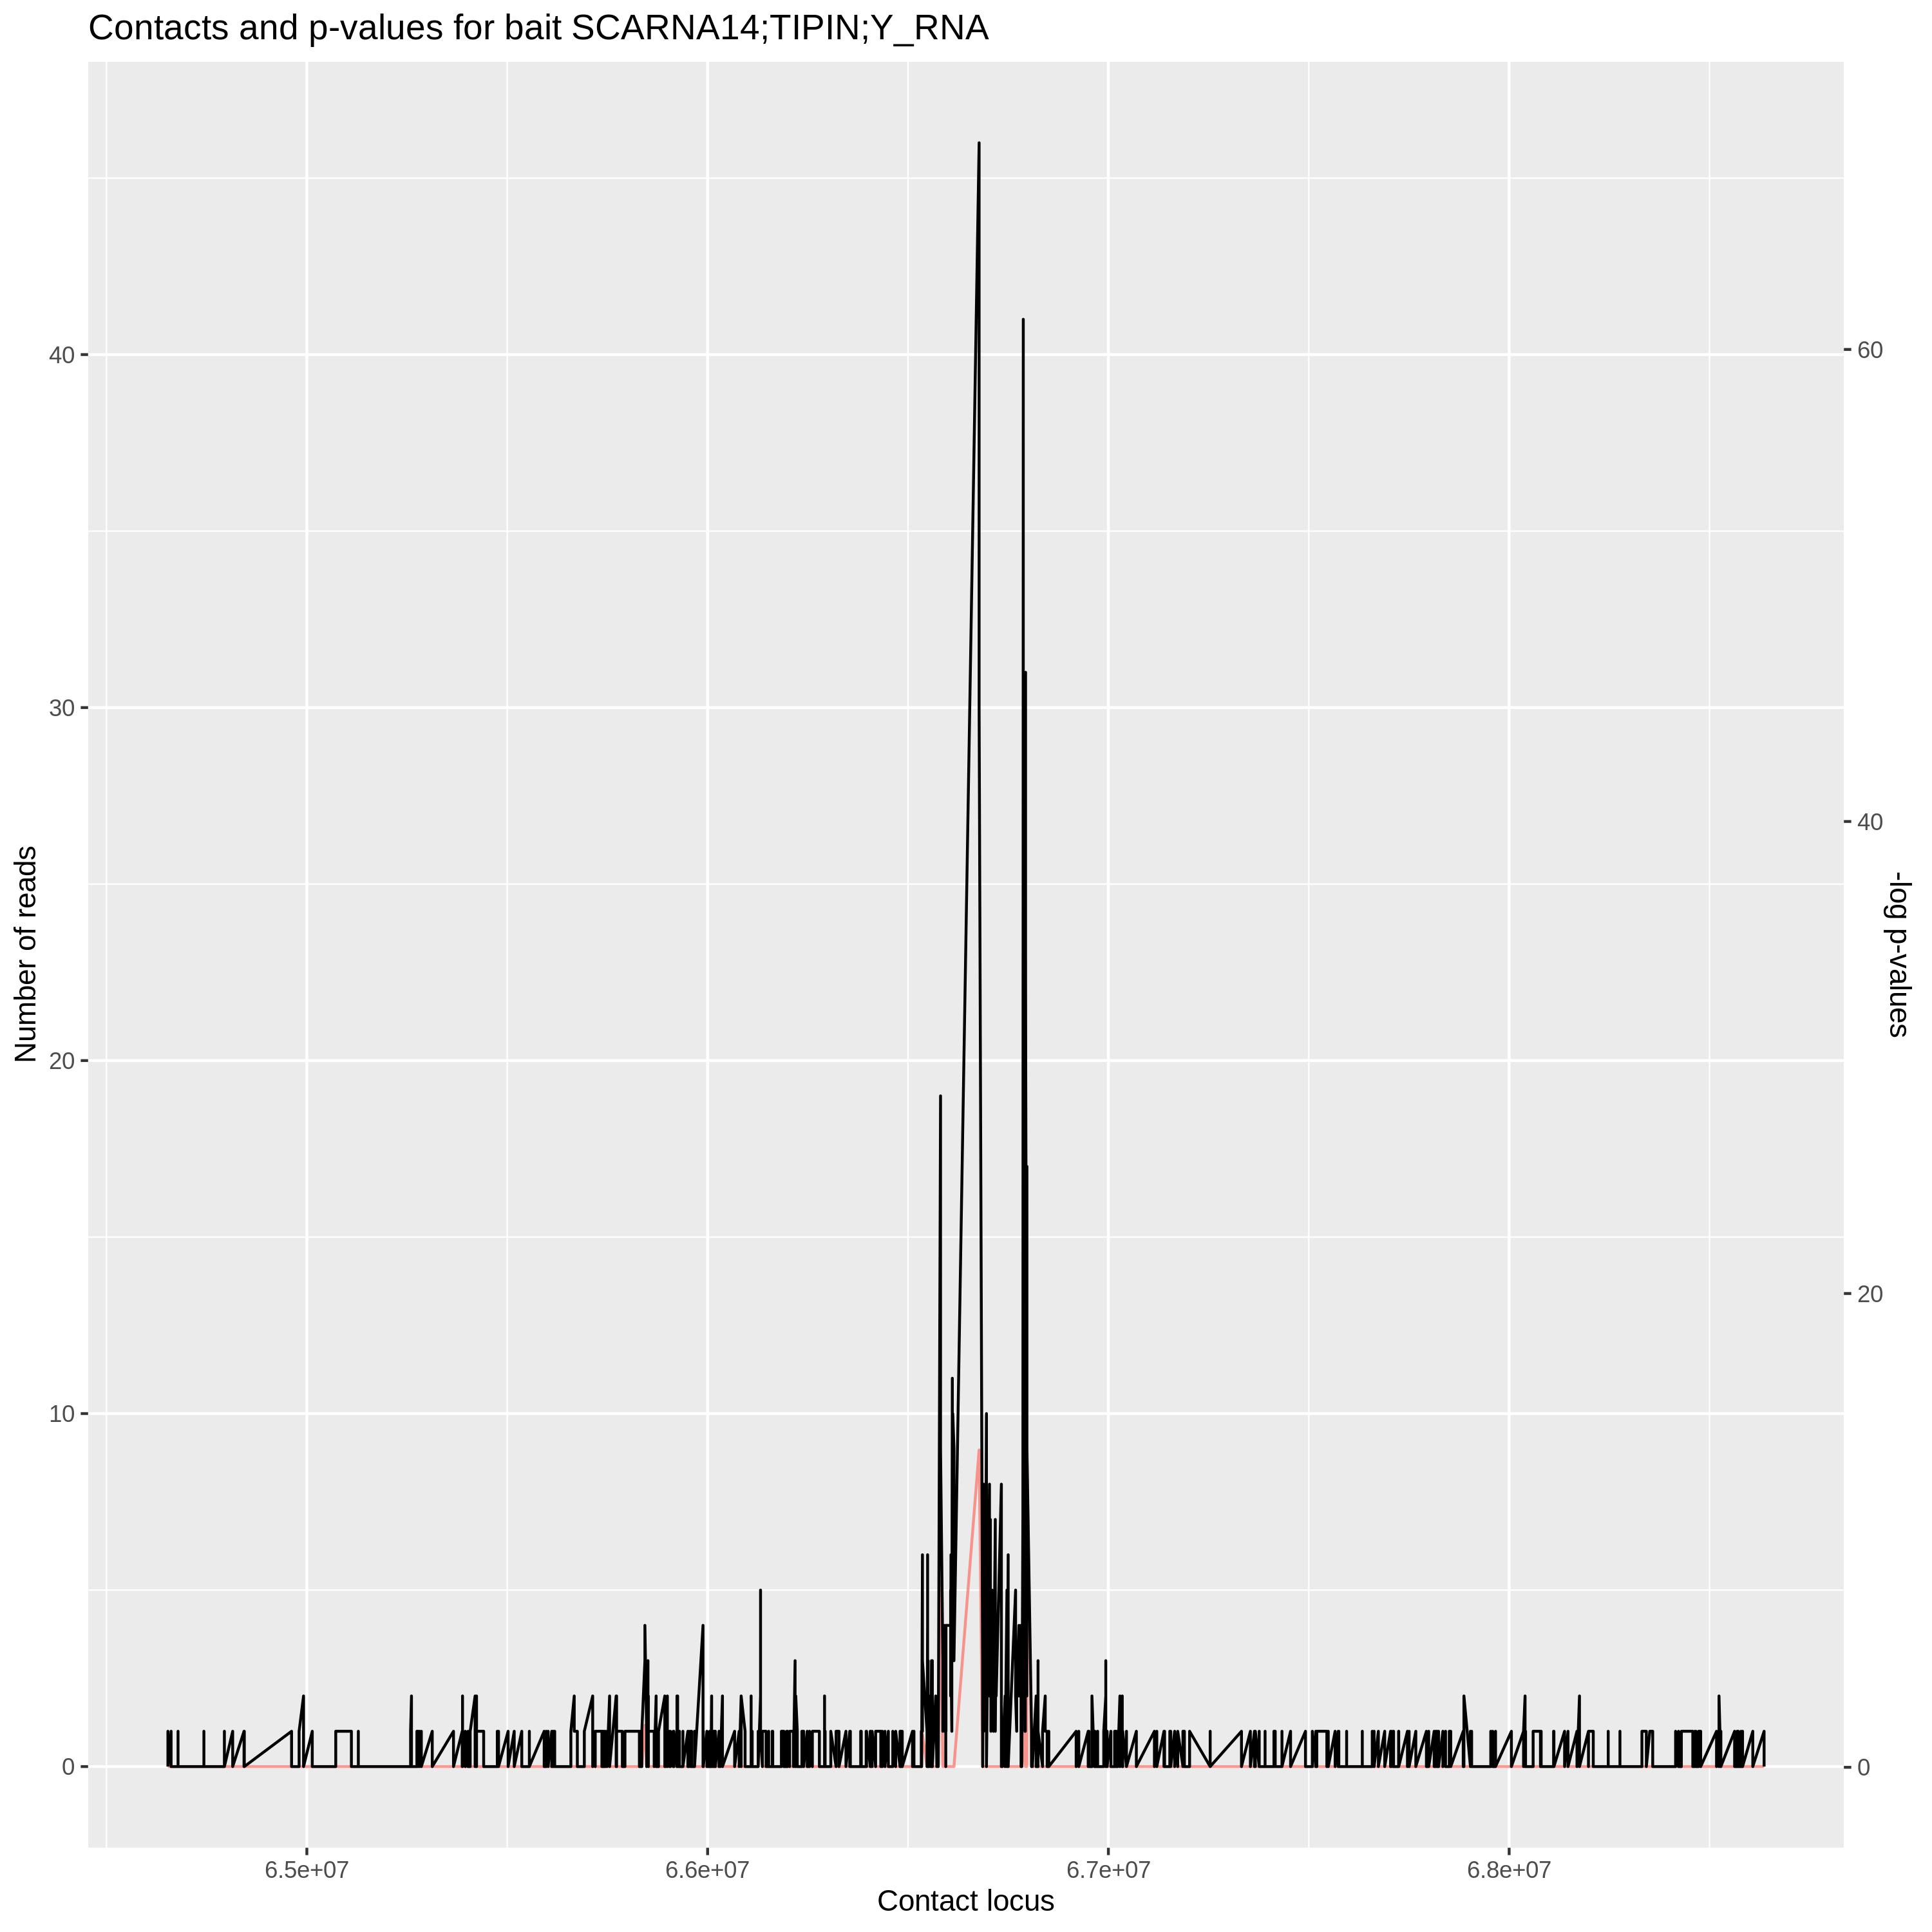 Contacts and p-values for bait SCARNA14;TIPIN;Y_RNA
Number of reads
40
30
20
10
0
60
40
20
0
-log p-values
6.5e+07 6.6e+07 6.7e+07 6.8e+07
Contact locus